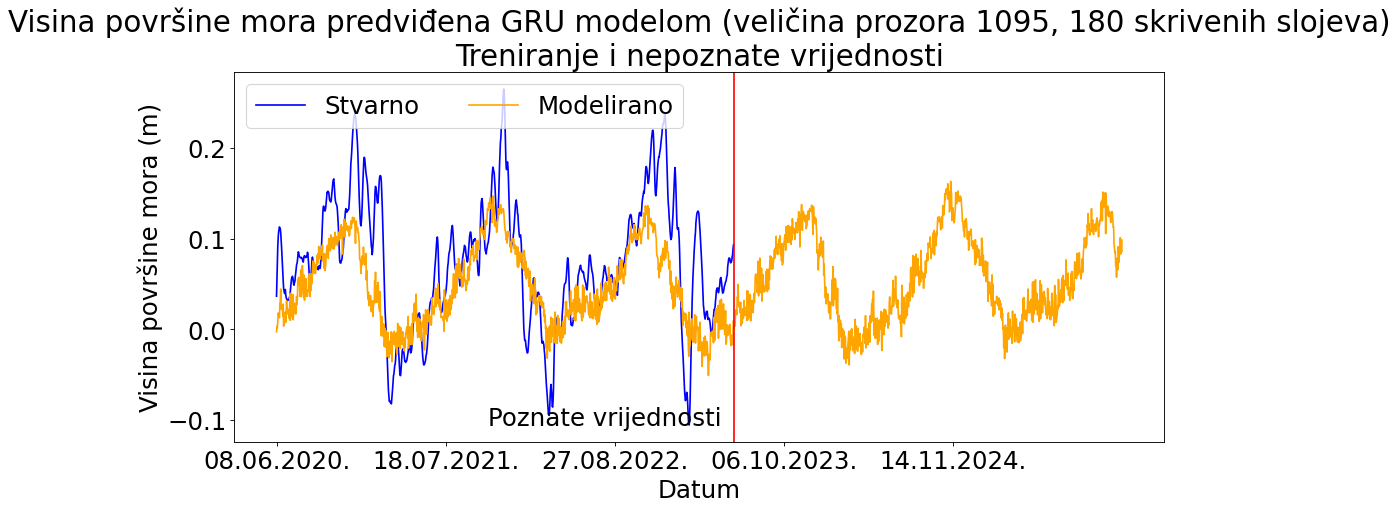 Visina površine mora predviđena GRU modelom (veličina prozora 1095, 180 skrivenih slojeva)
Treniranje i nepoznate vrijednosti
Stvarno
Modelirano
Visina površine mora (m)
0.2
0.1
0.0
−0.1
Poznate vrijednosti
08.06.2020.
18.07.2021.
27.08.2022.
06.10.2023.
14.11.2024.
Datum